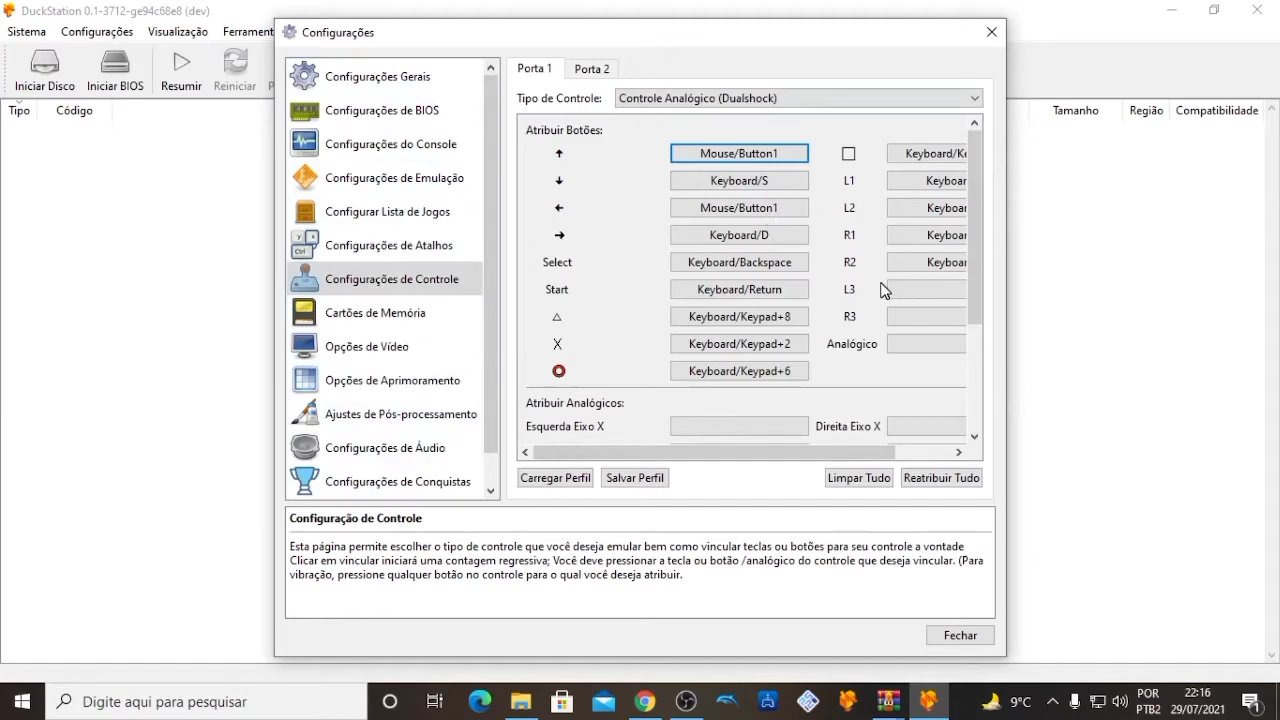 DuckStation 0.1-3712-ge94c68e8 (dev)
Sistema Configurações Visualização
Iniciar Disco Iniciar BIOS Resumir Reiniciar
Tipo Código Tamanho Região Compatibilidade
Configurações
Configurações Gerais
Configurações de BIOS
Configurações do Console
Configurações de Emulação
Configurar Lista de Jogos
Configurações de Atalhos
Configurações de Controle
Cartões de Memória
Opções de Vídeo
Opções de Aprimoramento
Ajustes de Pós-processamento
Configurações de Áudio
Configurações de Conquistas
Porta 1 Porta 2
Tipo de Controle: Controle Analógico (Dualshock)
Atribuir Botões:
↑ Mouse/Button1
↓ Keyboard/S L1
← Mouse/Button1 L2
→ Keyboard/D R1
Select Keyboard/Backspace R2
Start Keyboard/Return L3
△ Keyboard/Keypad+8 R3
X Keyboard/Keypad+2 Analógico
Keyboard/Keypad+6
Atribuir Analógicos:
Esquerda Eixo X Direita Eixo X
Carregar Perfil Salvar Perfil Limpar Tudo Reatribuir Tudo
Configuração de Controle
Esta página permite escolher o tipo de controle que você deseja emular bem como vincular teclas ou botões para seu controle a vontade
Clicar em vincular iniciará uma contagem regressiva; Você deve pressionar a tecla ou botão /analógico do controle que deseja vincular. (Para
vibração, pressione qualquer botão no controle para o qual você deseja atribuir.
Fechar
Digite aqui para pesquisar
9°C
POR
PTB2
22:16
29/07/2021
1